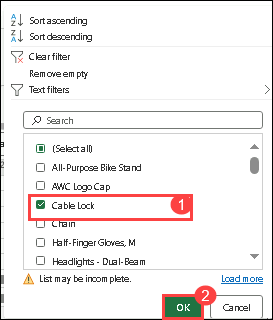 Sort ascending
Sort descending
Clear filter
Remove empty
Text filters
Search
(Select all)
All-Purpose Bike Stand
AWC Logo Cap
Cable Lock
1
Chain
Half-Finger Gloves, M
Headlights - Dual-Beam
List may be incomplete.
Load more
2
OK
Cancel